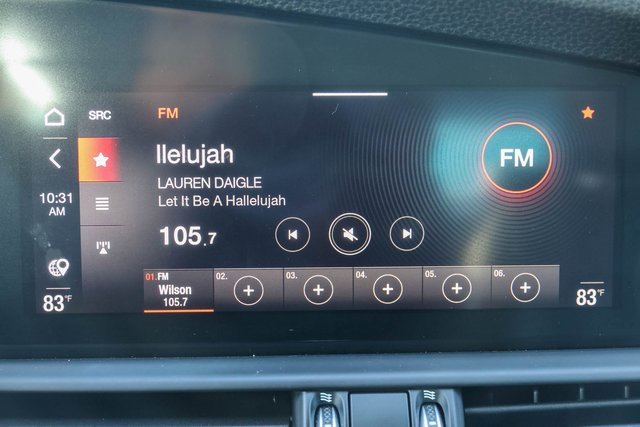 SRC
FM
llelujah
LAUREN DAIGLE
Let It Be A Hallelujah
FM
10:31
AM
105.7
01.FM
Wilson
105.7
02.
03.
04.
05.
06.
83°F
83°F